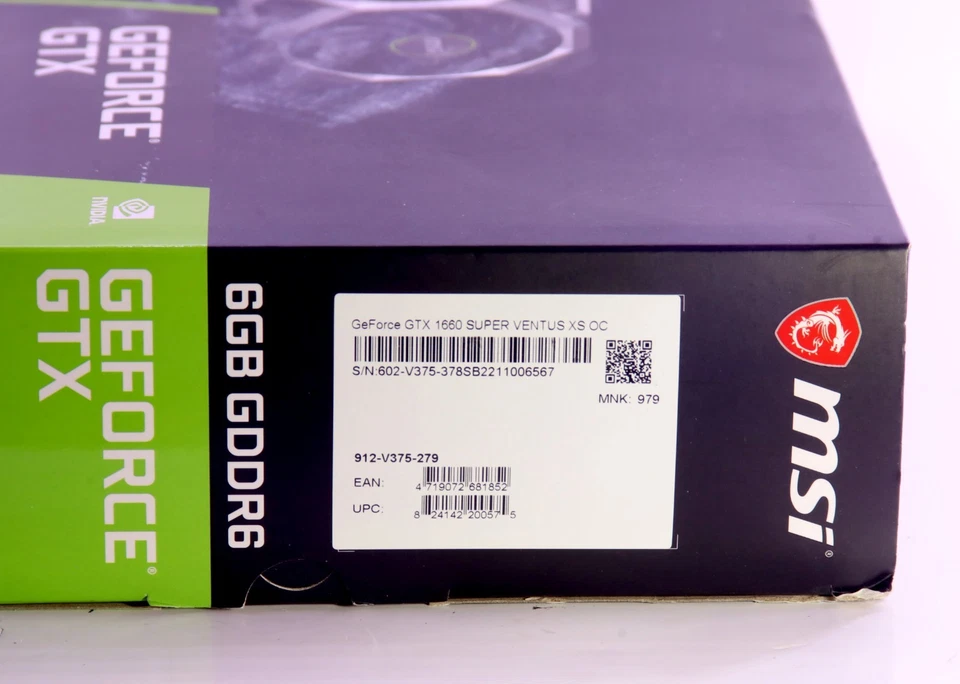 GEFORCE®
GTX
NVIDIA.
GEFORCE®
GTX
6GB GDDR6
GeForce GTX 1660 SUPER VENTUS XS OC
S/N:602-V375-378SB2211006567
MNK: 979
912-V375-279
EAN: 4 719072 681852
UPC: 8 24142 20057 5
msi®